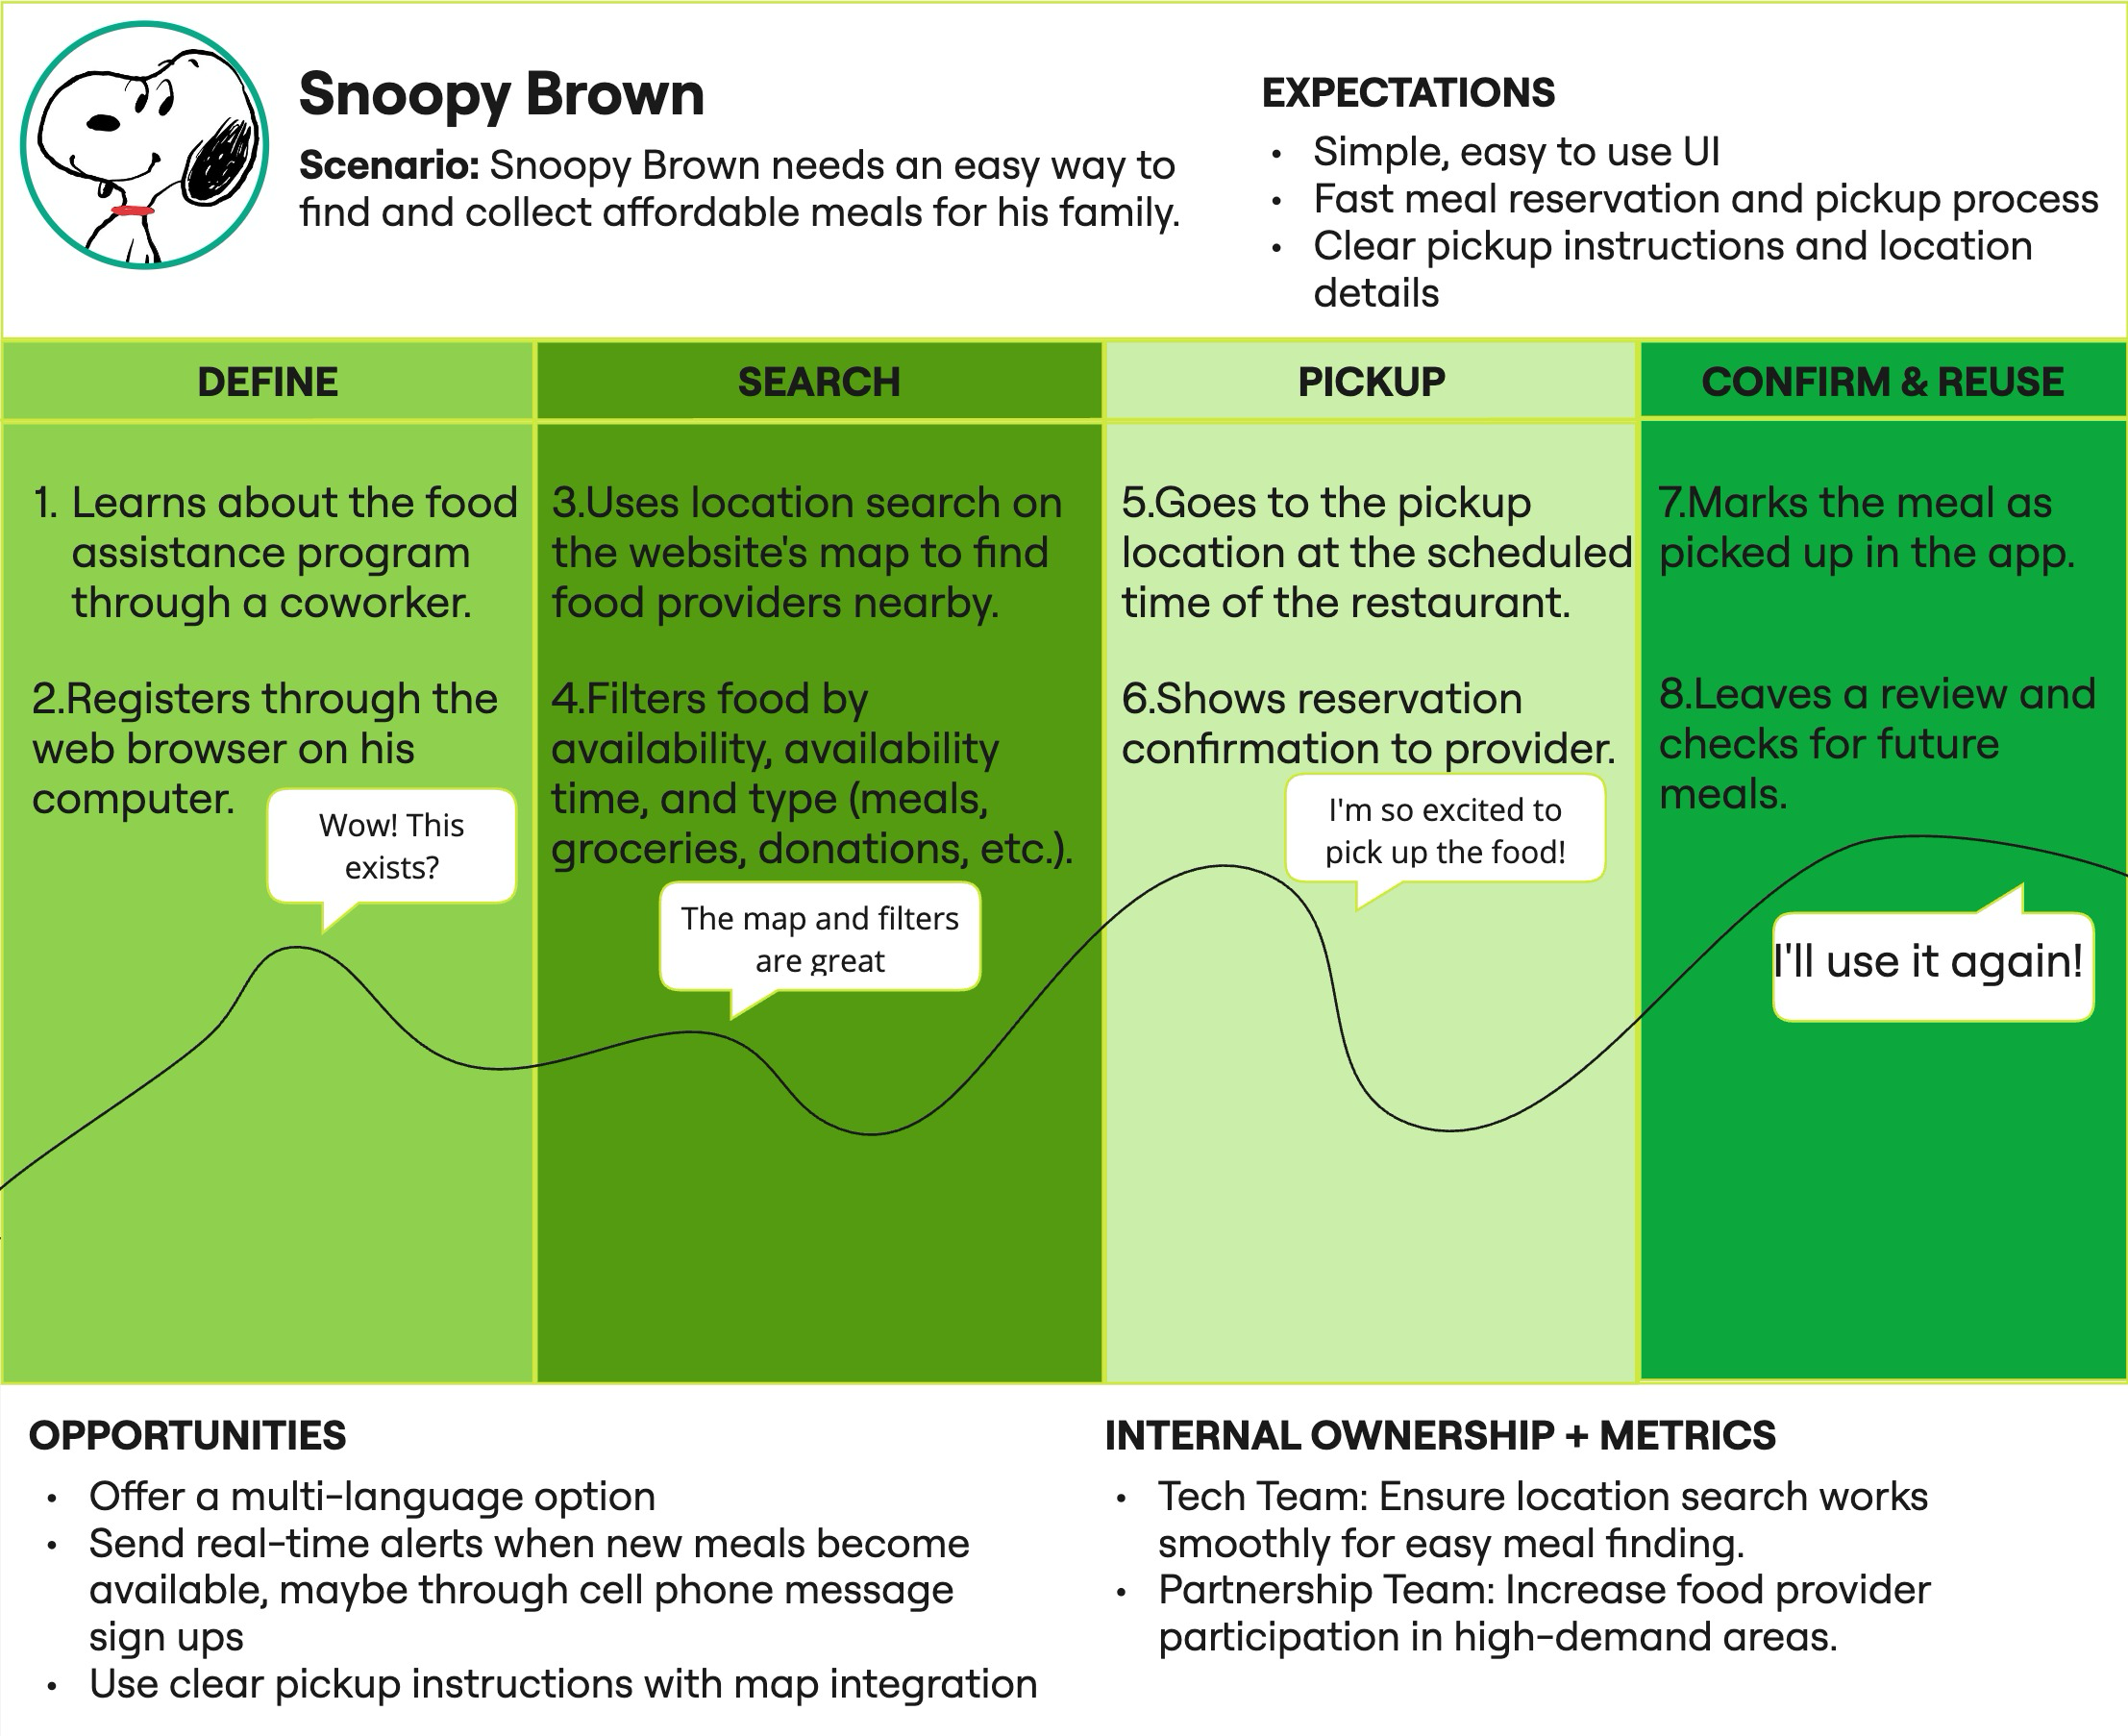 Snoopy Brown
Scenario: Snoopy Brown needs an easy way to
find and collect affordable meals for his family.
EXPECTATIONS
• Simple, easy to use UI
• Fast meal reservation and pickup process
• Clear pickup instructions and location
details
DEFINE
SEARCH
PICKUP
CONFIRM & REUSE
1. Learns about the food
assistance program
through a coworker.
2.Registers through the
web browser on his
computer.
Wow! This
exists?
3.Uses location search on
the website's map to find
food providers nearby.
4.Filters food by
availability, availability
time, and type (meals,
groceries, donations, etc.).
The map and filters
are great
5.Goes to the pickup
location at the scheduled
time of the restaurant.
6.Shows reservation
confirmation to provider.
I'm so excited to
pick up the food!
7.Marks the meal as
picked up in the app.
8.Leaves a review and
checks for future
meals.
I'll use it again!
OPPORTUNITIES
• Offer a multi-language option
• Send real-time alerts when new meals become
available, maybe through cell phone message
sign ups
• Use clear pickup instructions with map integration
INTERNAL OWNERSHIP + METRICS
• Tech Team: Ensure location search works
smoothly for easy meal finding.
• Partnership Team: Increase food provider
participation in high-demand areas.